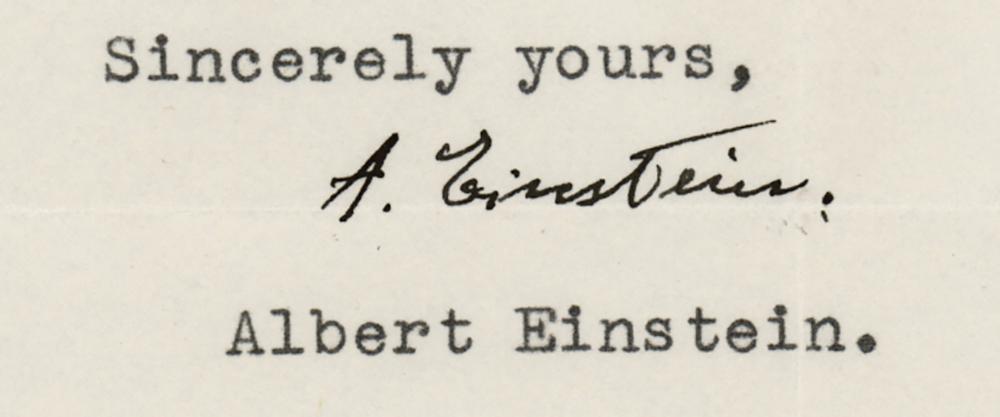 Sincerely yours,
A. Einstein.
Albert Einstein.